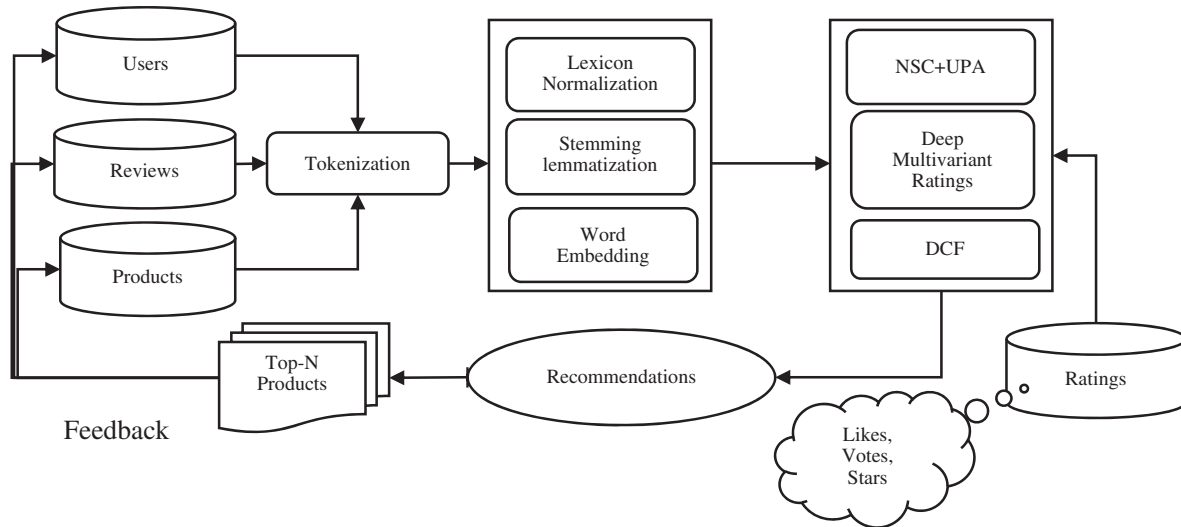 Users
Reviews
Products
Tokenization
Lexicon
Normalization
Stemming
lemmatization
Word
Embedding
NSC+UPA
Deep
Multivariant
Ratings
DCF
Top-N
Products
Recommendations
Ratings
Feedback
Likes,
Votes,
Stars